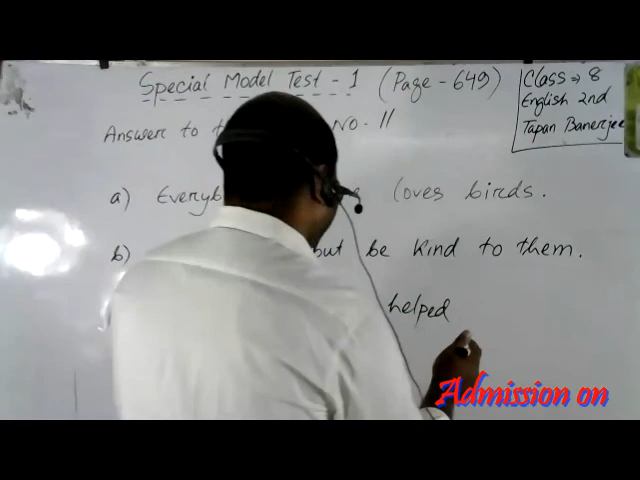 Special Model Test - 1 (Page - 649)
Class ⇒ 8
English 2nd
Tapan Banerjee
Answer to No - 11
a) loves birds.
b) but be kind to them.
helped
Admission on